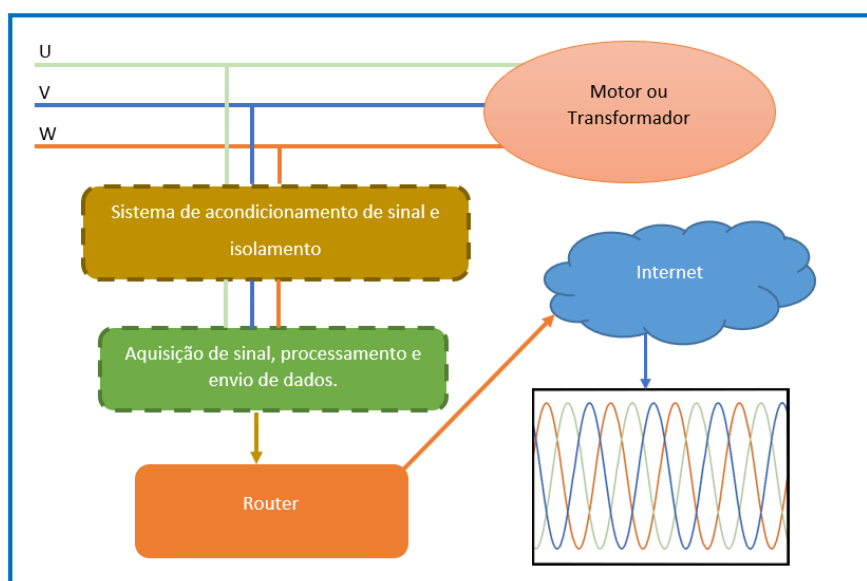 U
V
W
Motor ou
Transformador
Sistema de acondicionamento de sinal e
isolamento
Internet
Aquisição de sinal, processamento e
envio de dados.
Router